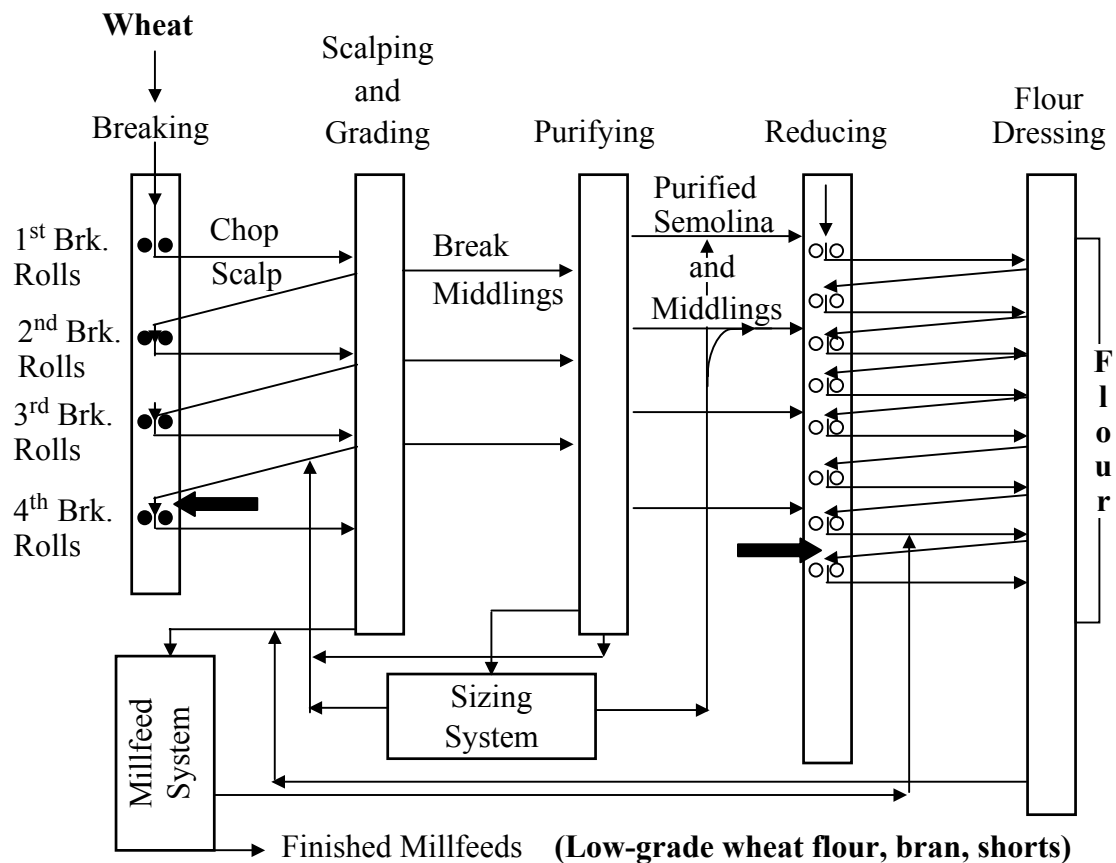 Wheat
Breaking
Scalping
and
Grading
Purifying
Reducing
Flour
Dressing
1st Brk.
Rolls
2nd Brk.
Rolls
3rd Brk.
Rolls
4th Brk.
Rolls
Chop
Scalp
Break
Middlings
Purified
Semolina
and
Middlings
Flour
Sizing
System
Millfeed
System
Finished Millfeeds (Low-grade wheat flour, bran, shorts)